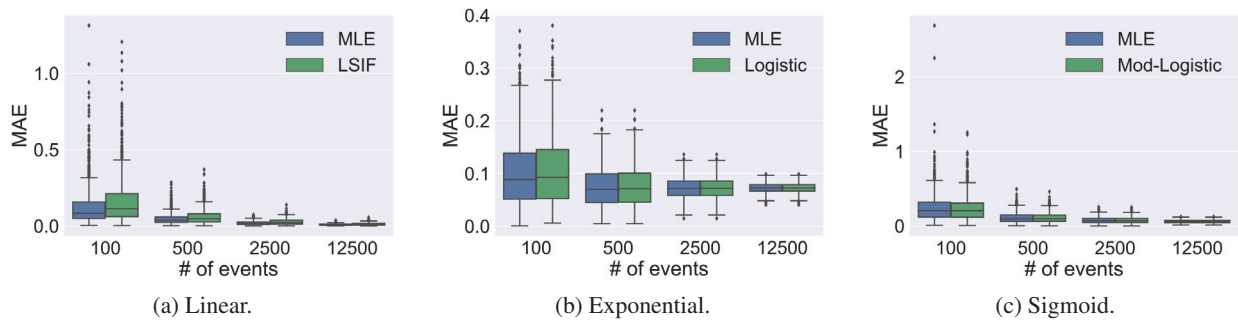 MLE
LSIF
MAE
1.0
0.5
0.0
100 500 2500 12500
# of events
(a) Linear.
MLE
Logistic
MAE
0.4
0.3
0.2
0.1
0.0
100 500 2500 12500
# of events
(b) Exponential.
MLE
Mod-Logistic
MAE
2
1
0
100 500 2500 12500
# of events
(c) Sigmoid.